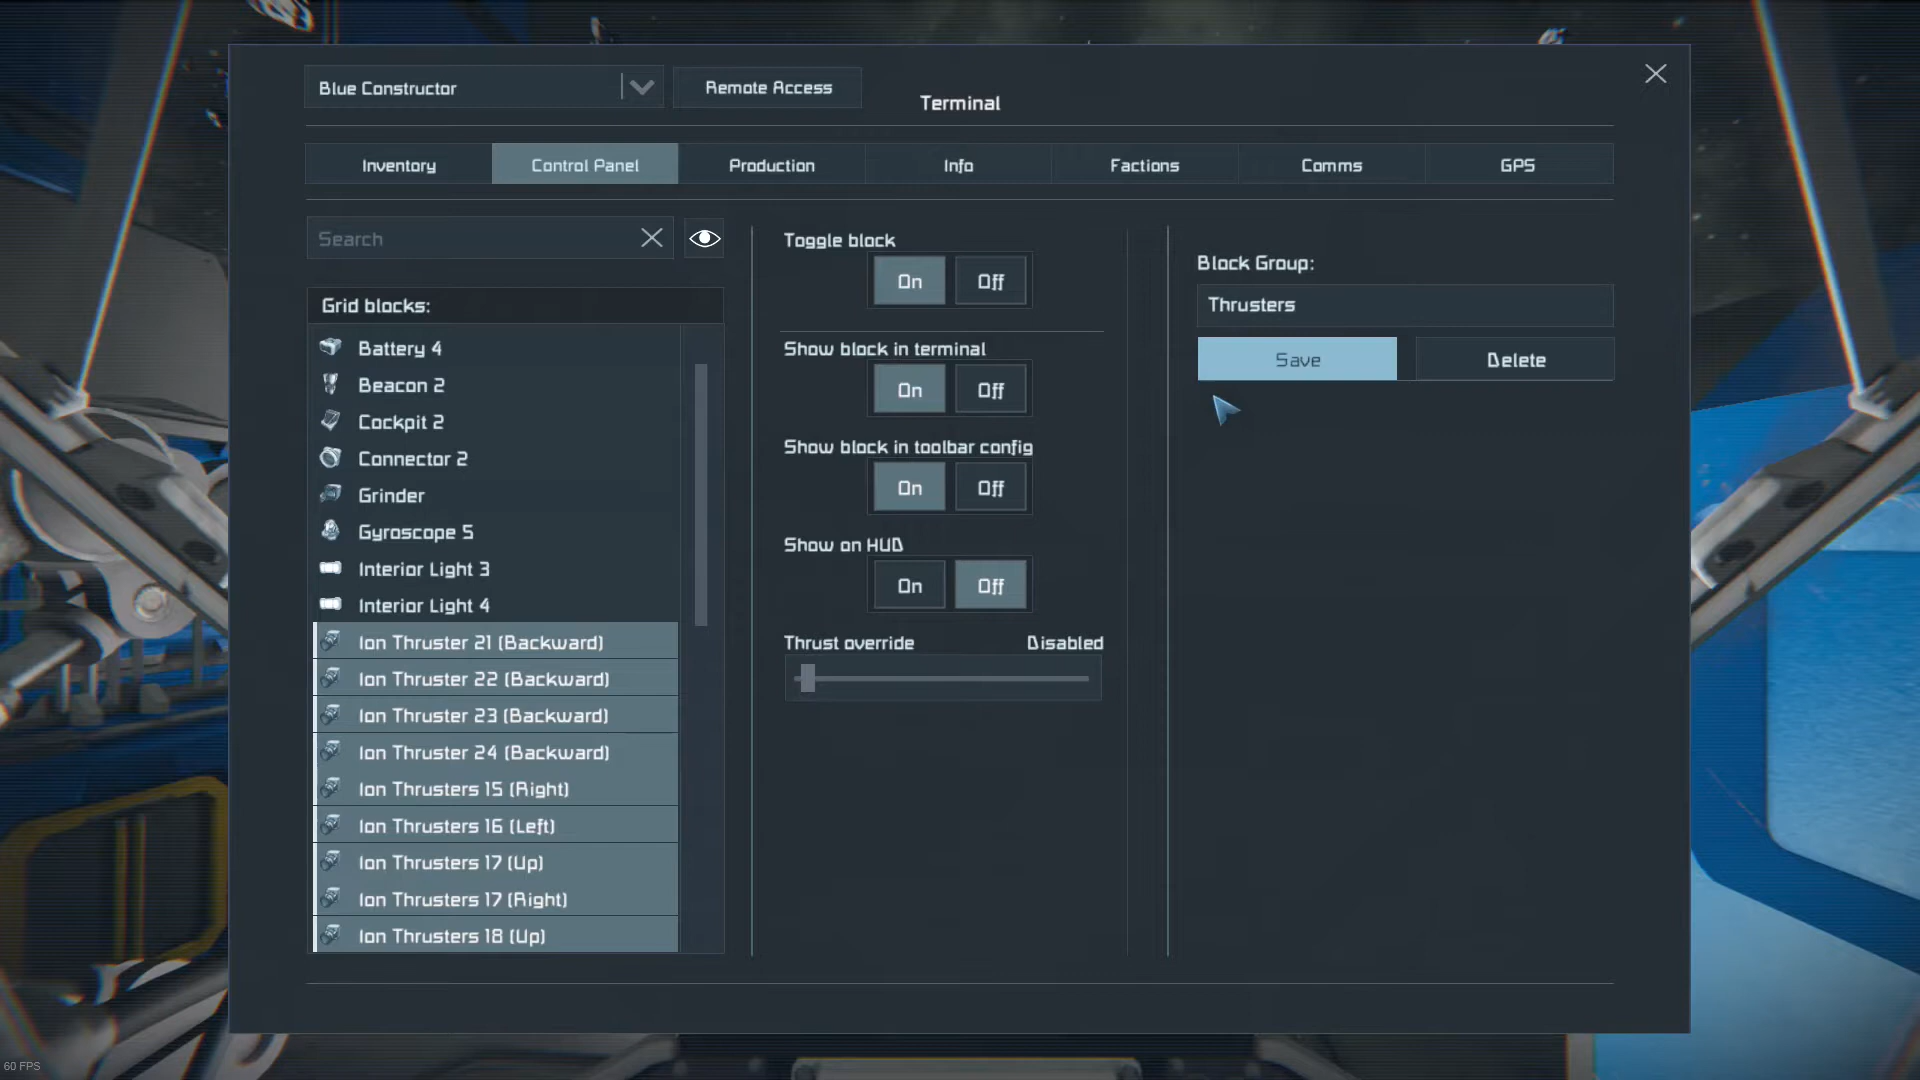 Blue Constructor
Remote Access
Terminal
Inventory
Control Panel
Production
Info
Factions
Comms
GPS
Search
Grid blocks:
Battery 4
Beacon 2
Cockpit 2
Connector 2
Grinder
Gyroscope 5
Interior Light 3
Interior Light 4
Ion Thruster 21 (Backward)
Ion Thruster 22 (Backward)
Ion Thruster 23 (Backward)
Ion Thruster 24 (Backward)
Ion Thrusters 15 (Right)
Ion Thrusters 16 (Left)
Ion Thrusters 17 (Up)
Ion Thrusters 17 (Right)
Ion Thrusters 18 (Up)
Toggle block
On Off
Show block in terminal
On Off
Show block in toolbar config
On Off
Show on HUD
On Off
Thrust override Disabled
Block Group:
Thrusters
Save
Delete
60 FPS